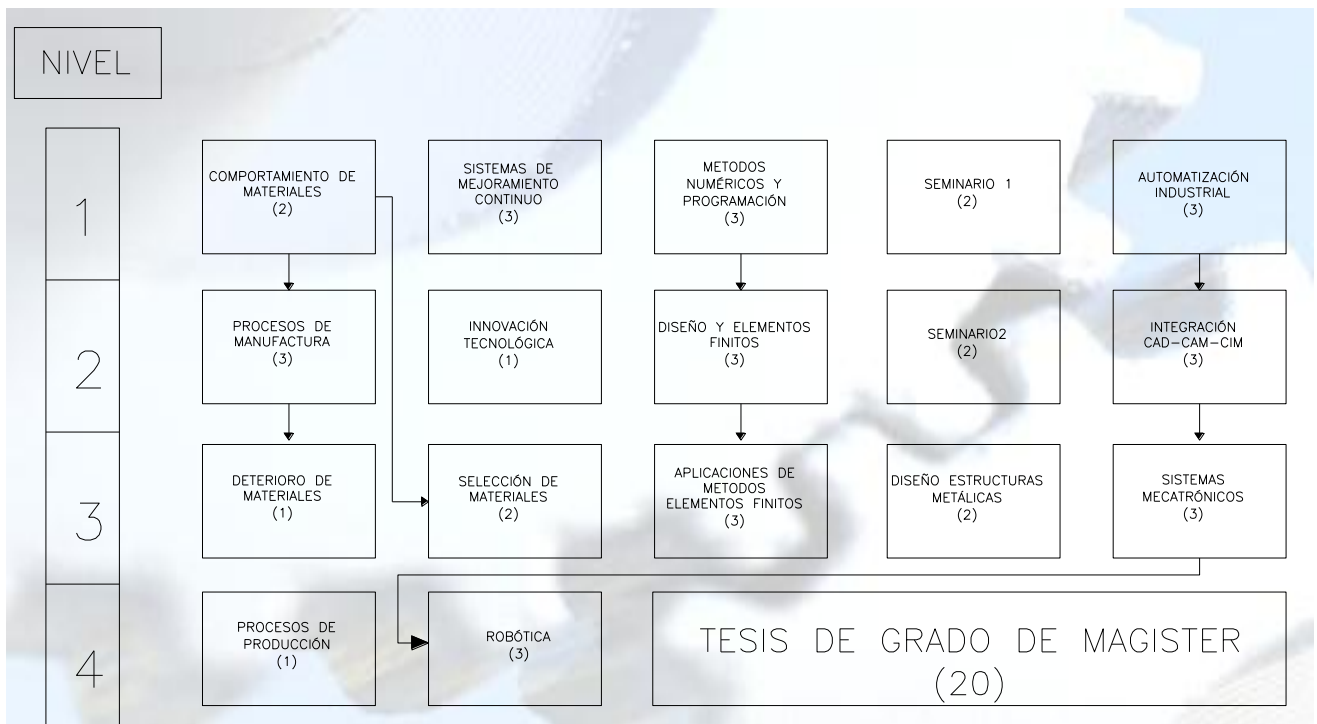 NIVEL
1
COMPORTAMIENTO DE
MATERIALES
(2)
SISTEMAS DE
MEJORAMIENTO
CONTINUO
(3)
METODOS
NUMÉRICOS Y
PROGRAMACIÓN
(3)
SEMINARIO 1
(2)
AUTOMATIZACIÓN
INDUSTRIAL
(3)
2
PROCESOS DE
MANUFACTURA
(3)
INNOVACIÓN
TECNOLÓGICA
(1)
DISEÑO Y ELEMENTOS
FINITOS
(3)
SEMINARIO2
(2)
INTEGRACIÓN
CAD-CAM-CIM
(3)
3
DETERIORO DE
MATERIALES
(1)
SELECCIÓN DE
MATERIALES
(2)
APLICACIONES DE
METODOS
ELEMENTOS FINITOS
(3)
DISEÑO ESTRUCTURAS
METÁLICAS
(2)
SISTEMAS
MECATRÓNICOS
(3)
4
PROCESOS DE
PRODUCCIÓN
(1)
ROBÓTICA
(3)
TESIS DE GRADO DE MAGISTER
(20)